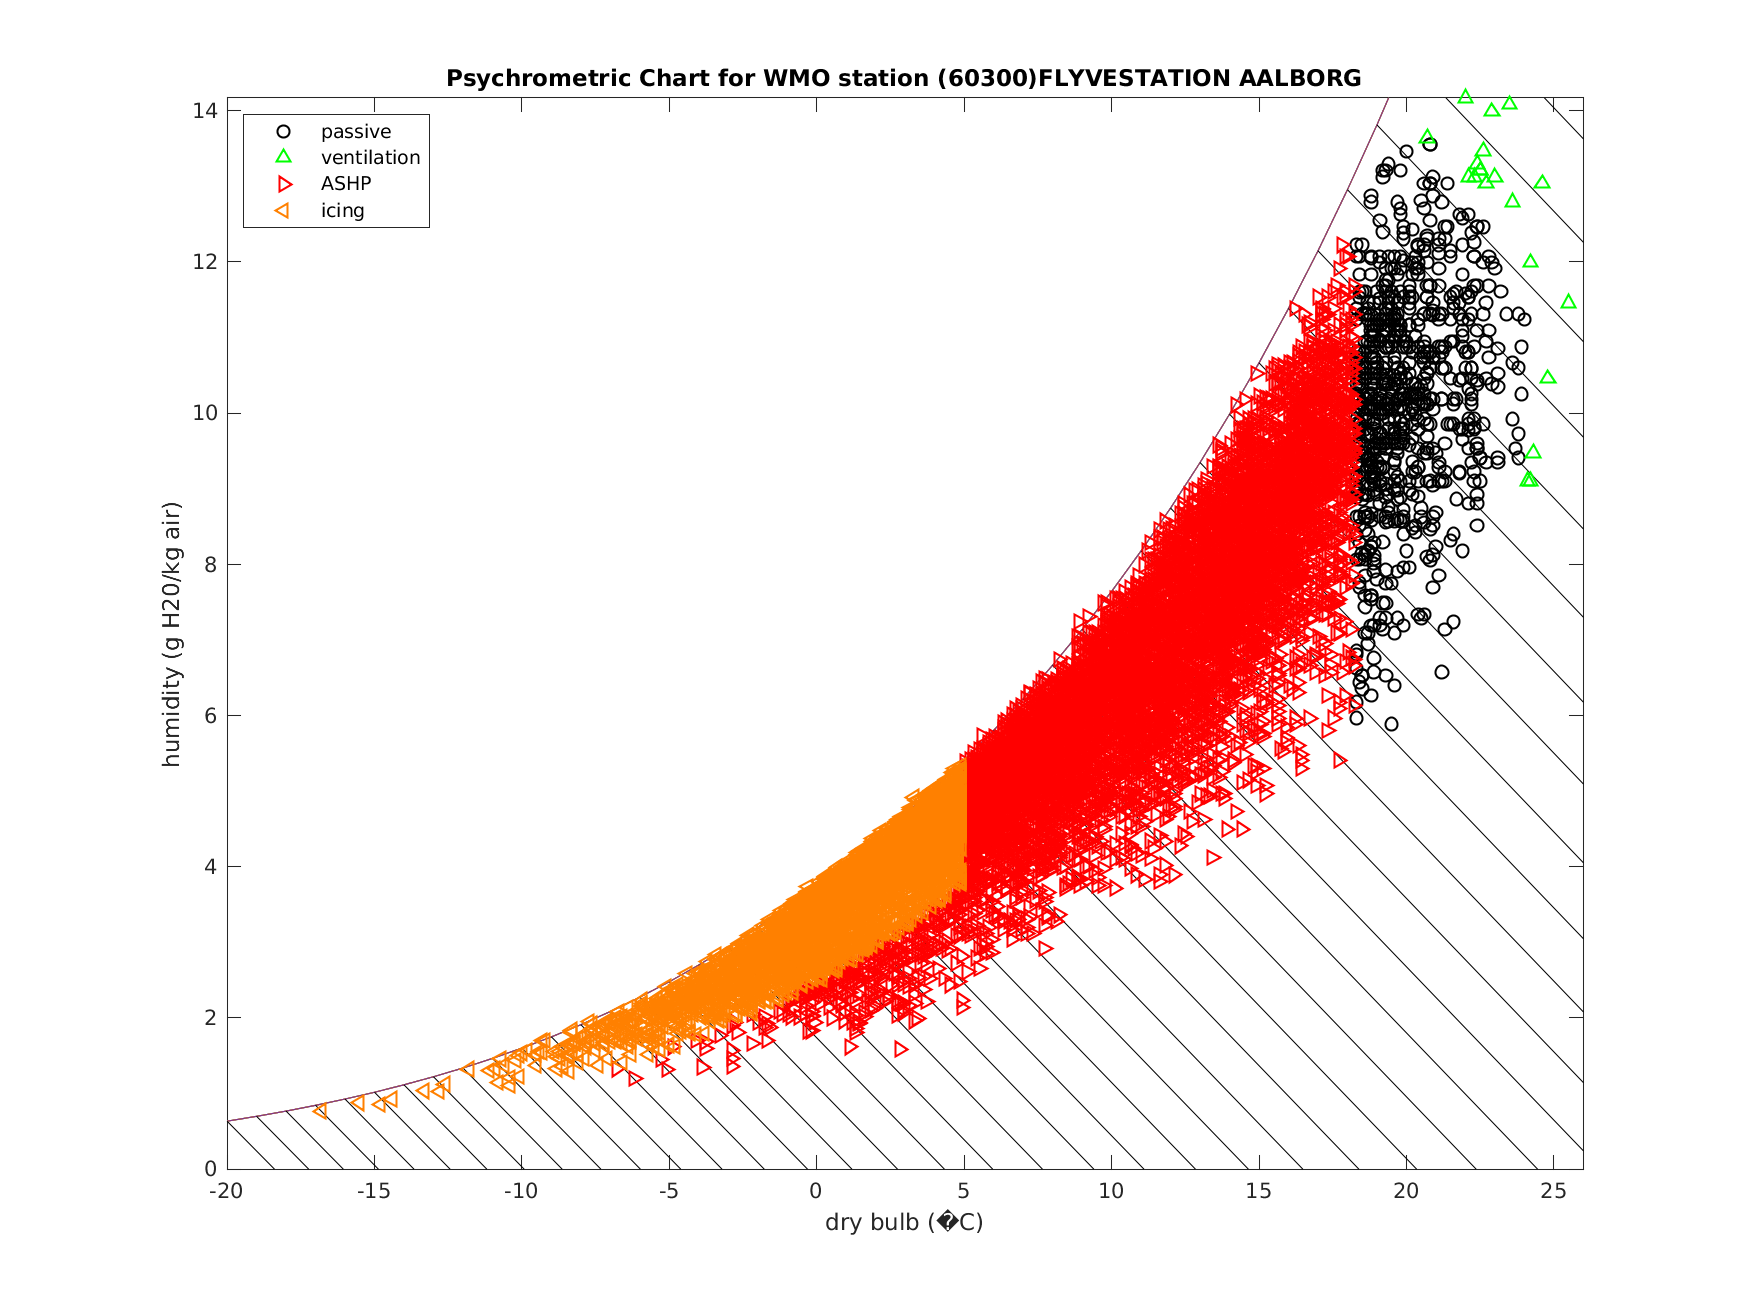 Psychrometric Chart for WMO station (60300)FLYVESTATION AALBORG
14
12
10
8
6
4
2
0
passive
ventilation
ASHP
icing
humidity (g H20/kg air)
-20 -15 -10 -5 0 5 10 15 20 25
dry bulb (�C)